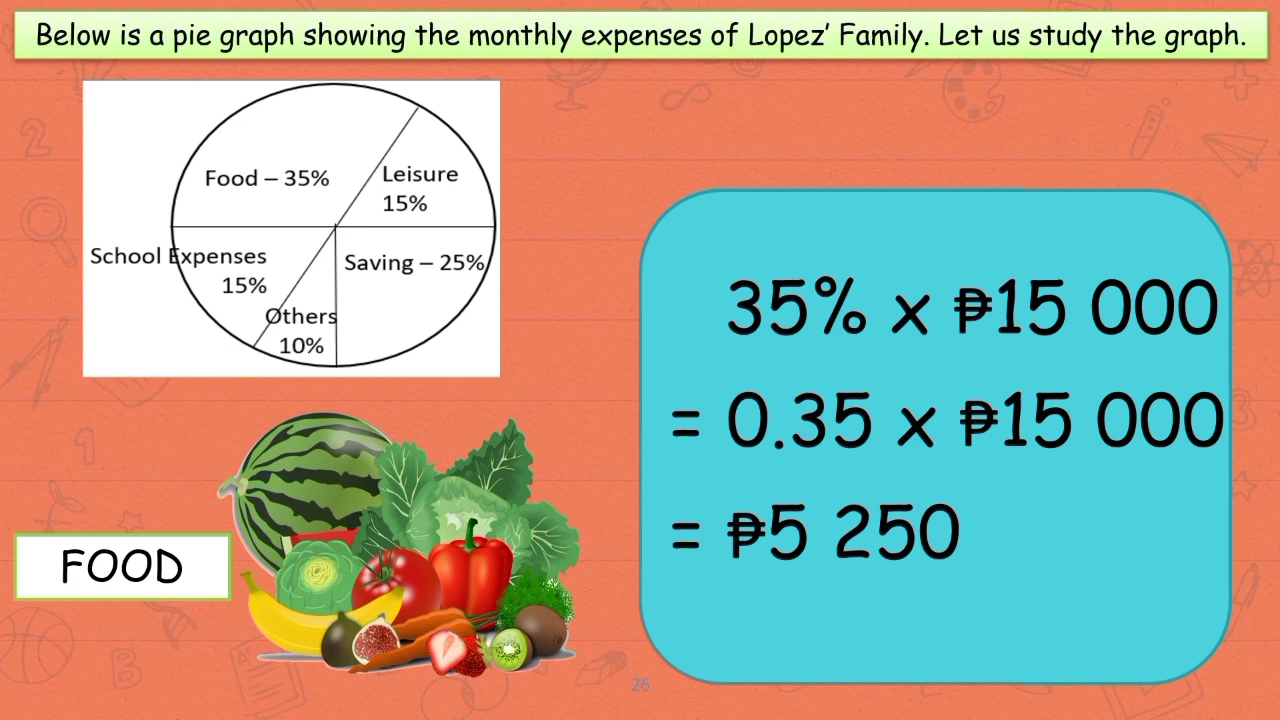 Below is a pie graph showing the monthly expenses of Lopez’ Family. Let us study the graph.
Food – 35%
Leisure
15%
School Expenses
15%
Saving – 25%
Others
10%
35% x ₱15 000
= 0.35 x ₱15 000
= ₱5 250
FOOD
26